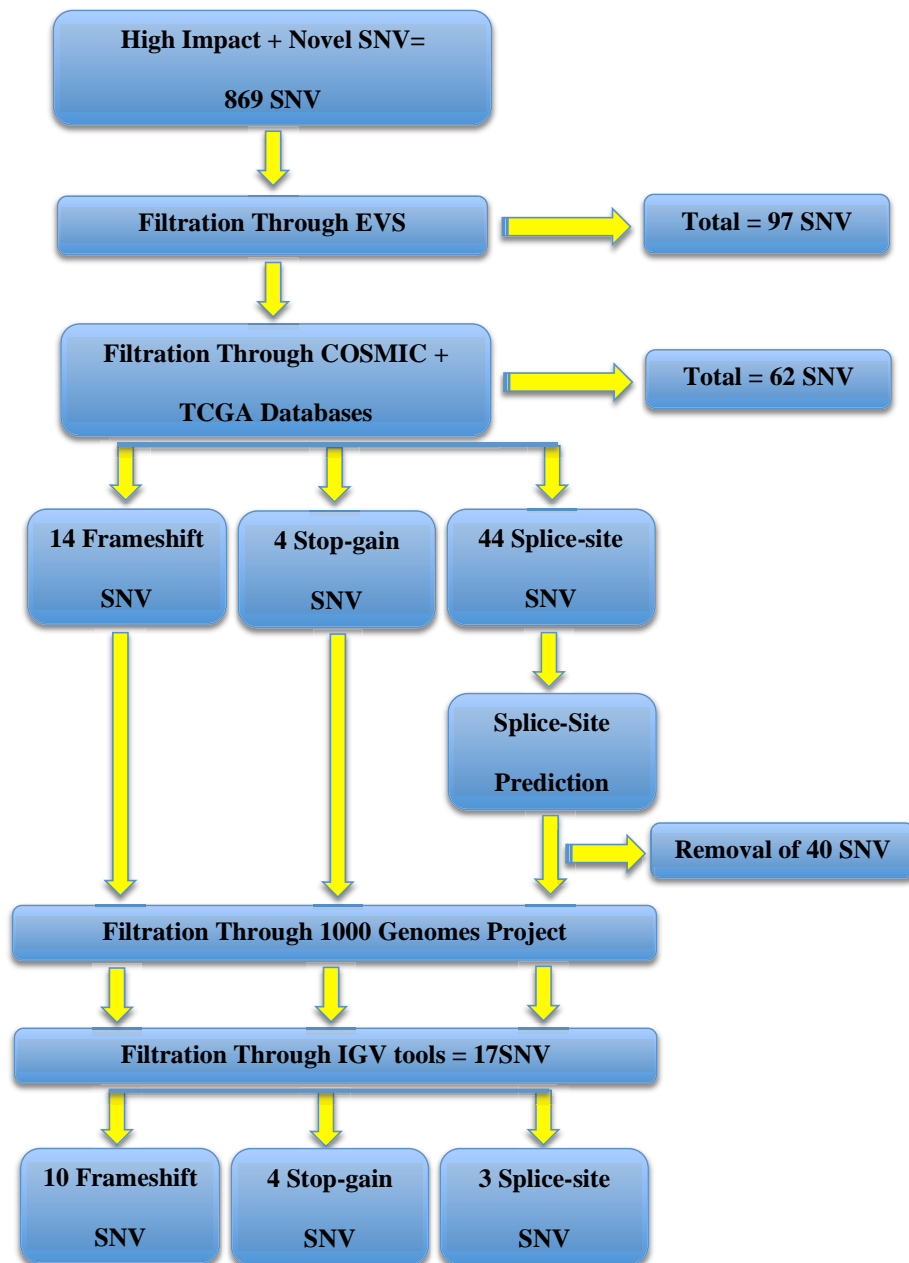 High Impact + Novel SNV=
869 SNV
Filtration Through EVS
Total = 97 SNV
Filtration Through COSMIC +
TCGA Databases
Total = 62 SNV
14 Frameshift
SNV
4 Stop-gain
SNV
44 Splice-site
SNV
Splice-Site
Prediction
Removal of 40 SNV
Filtration Through 1000 Genomes Project
Filtration Through IGV tools = 17SNV
10 Frameshift
SNV
4 Stop-gain
SNV
3 Splice-site
SNV